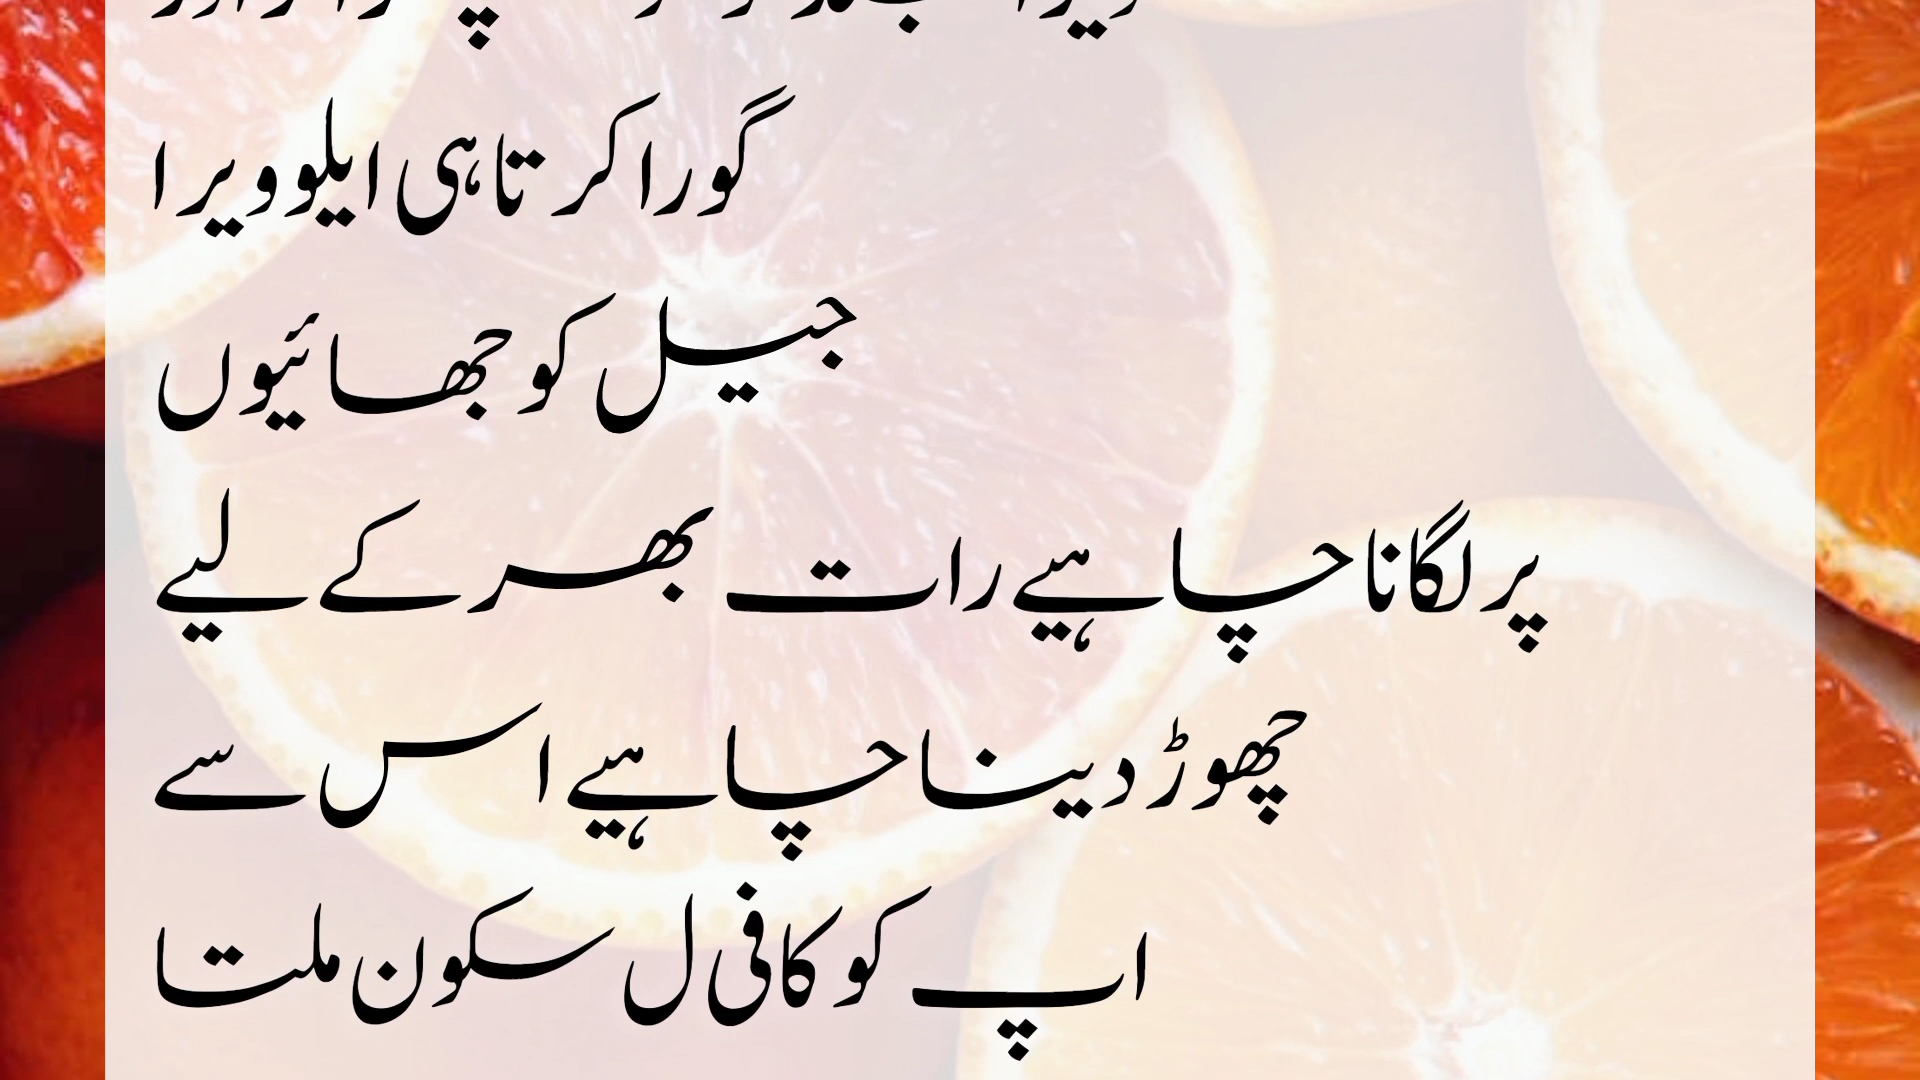 گورا کرتا ہی ایلوویرا
جیل کو جھائیوں
پر لگانا چاہیے رات بھر کے لیے
چھوڑ دینا چاہیے اس سے
اپ کو کافی ل سکون ملتا